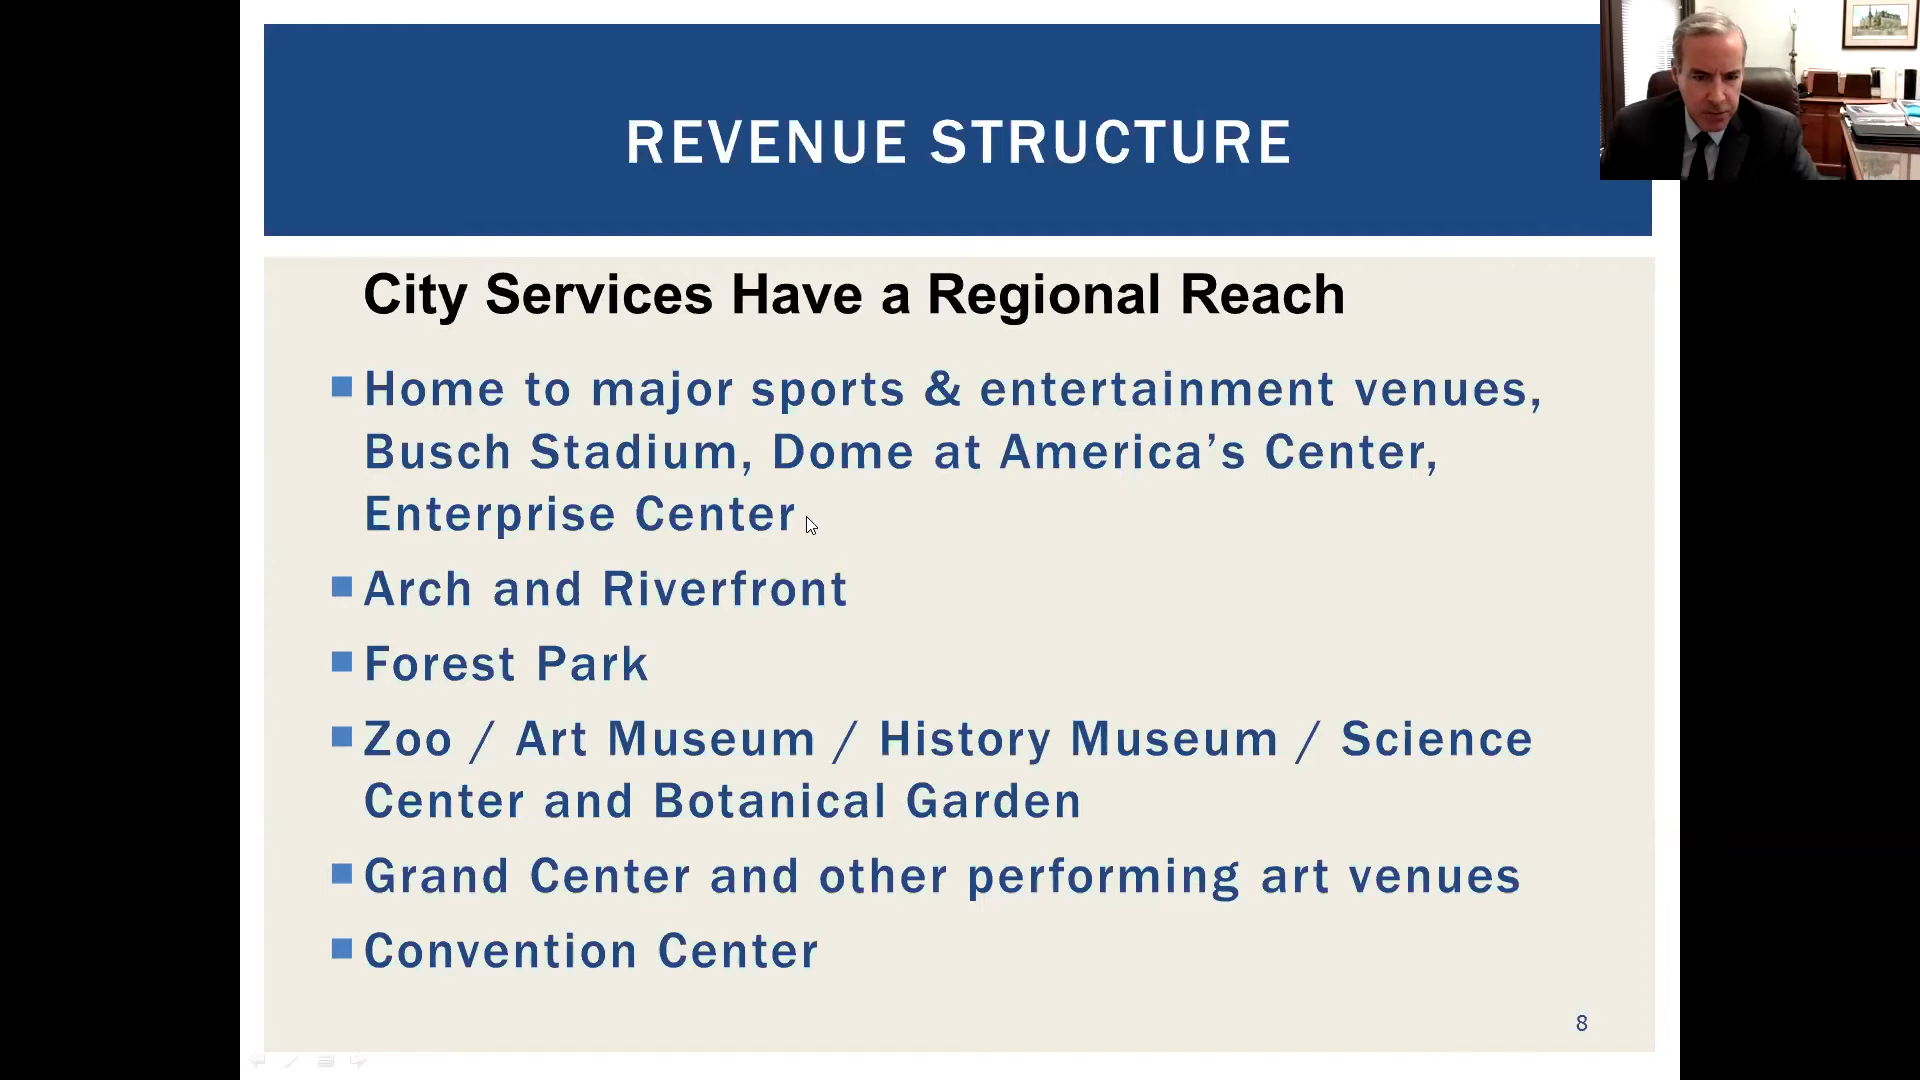 REVENUE STRUCTURE
City Services Have a Regional Reach
Home to major sports & entertainment venues,
Busch Stadium, Dome at America’s Center,
Enterprise Center
Arch and Riverfront
Forest Park
Zoo / Art Museum / History Museum / Science
Center and Botanical Garden
Grand Center and other performing art venues
Convention Center
8